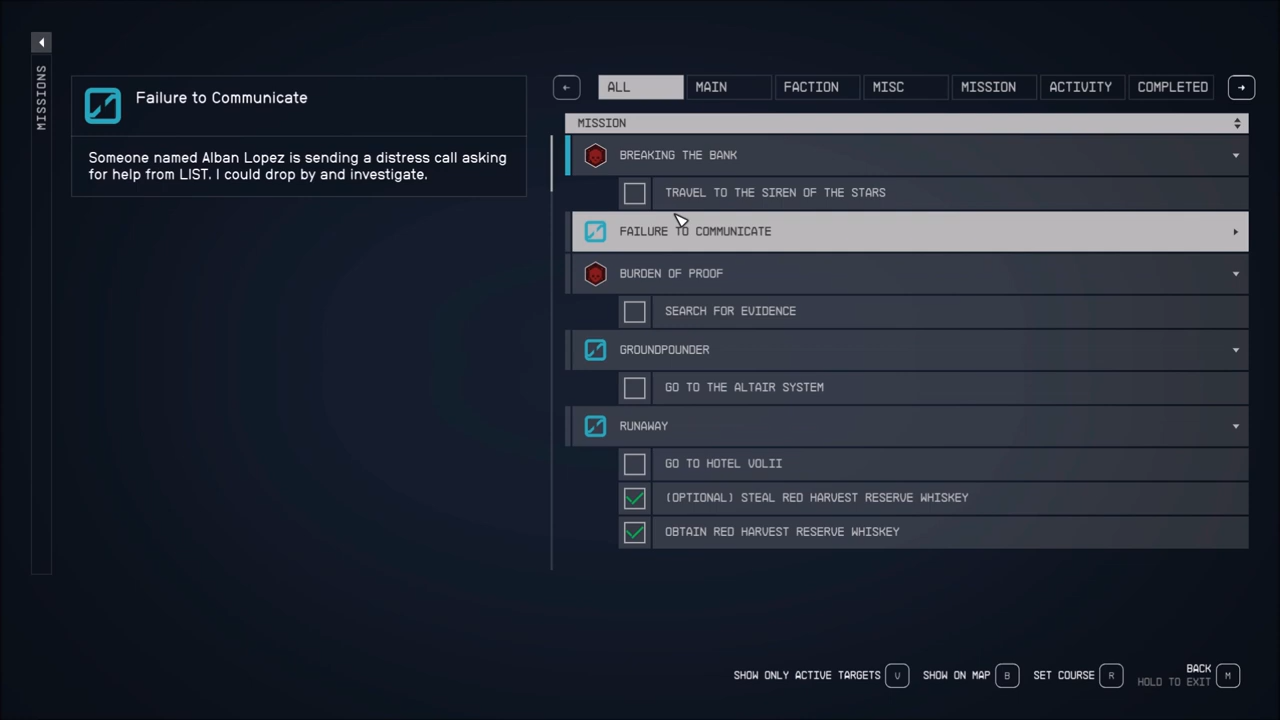 MISSIONS
Failure to Communicate
Someone named Alban Lopez is sending a distress call asking
for help from LIST. I could drop by and investigate.
ALL
MAIN
FACTION
MISC
MISSION
ACTIVITY
COMPLETED
MISSION
BREAKING THE BANK
TRAVEL TO THE SIREN OF THE STARS
FAILURE TO COMMUNICATE
BURDEN OF PROOF
SEARCH FOR EVIDENCE
GROUNDPOUNDER
GO TO THE ALTAIR SYSTEM
RUNAWAY
GO TO HOTEL VOLII
(OPTIONAL) STEAL RED HARVEST RESERVE WHISKEY
OBTAIN RED HARVEST RESERVE WHISKEY
SHOW ONLY ACTIVE TARGETS V
SHOW ON MAP B
SET COURSE R
BACK
HOLD TO EXIT M